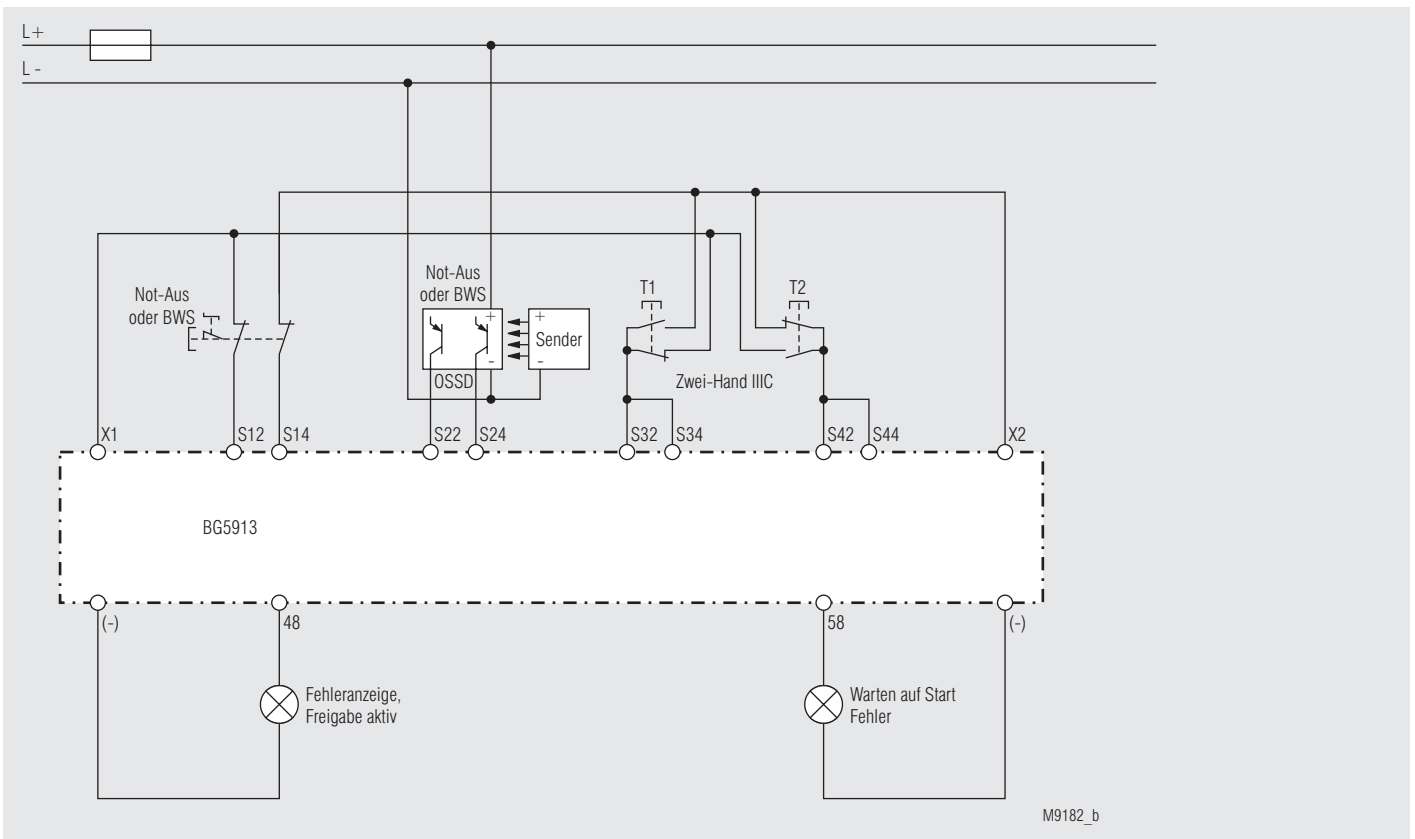 L+
L -
Not-Aus
oder BWS
Not-Aus
oder BWS
+
-
OSSD
+
Sender
-
T1
T2
Zwei-Hand IIIC
X1
S12
S14
S22
S24
S32
S34
S42
S44
X2
BG5913
(-)
48
58
(-)
Fehleranzeige,
Freigabe aktiv
Warten auf Start
Fehler
M9182_b